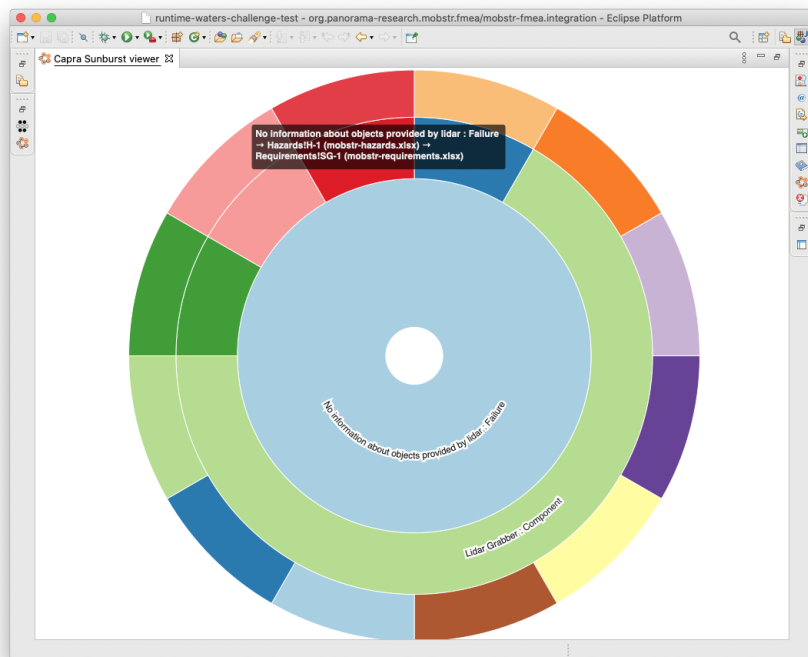 runtime-waters-challenge-test - org.panorama-research.mobstr.fmea/mobstr-fmea.integration - Eclipse Platform
Capra Sunburst viewer
No information about objects provided by lidar : Failure
→ Hazards!H-1 (mobstr-hazards.xlsx) →
Requirements!SG-1 (mobstr-requirements.xlsx)
No information about objects provided by lidar : Failure
Lidar Grabber : Component